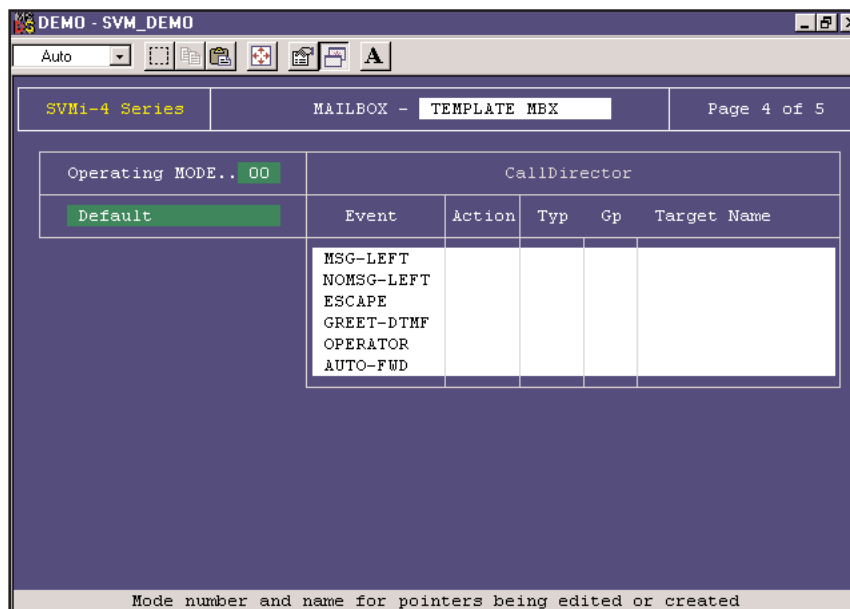 DEMO - SVM_DEMO
Auto
A
SVMi-4 Series MAILBOX - TEMPLATE MBX Page 4 of 5
Operating MODE.. 00 CallDirector
Default Event Action Typ Gp Target Name
MSG-LEFT
NOMSG-LEFT
ESCAPE
GREET-DTMF
OPERATOR
AUTO-FWD
Mode number and name for pointers being edited or created